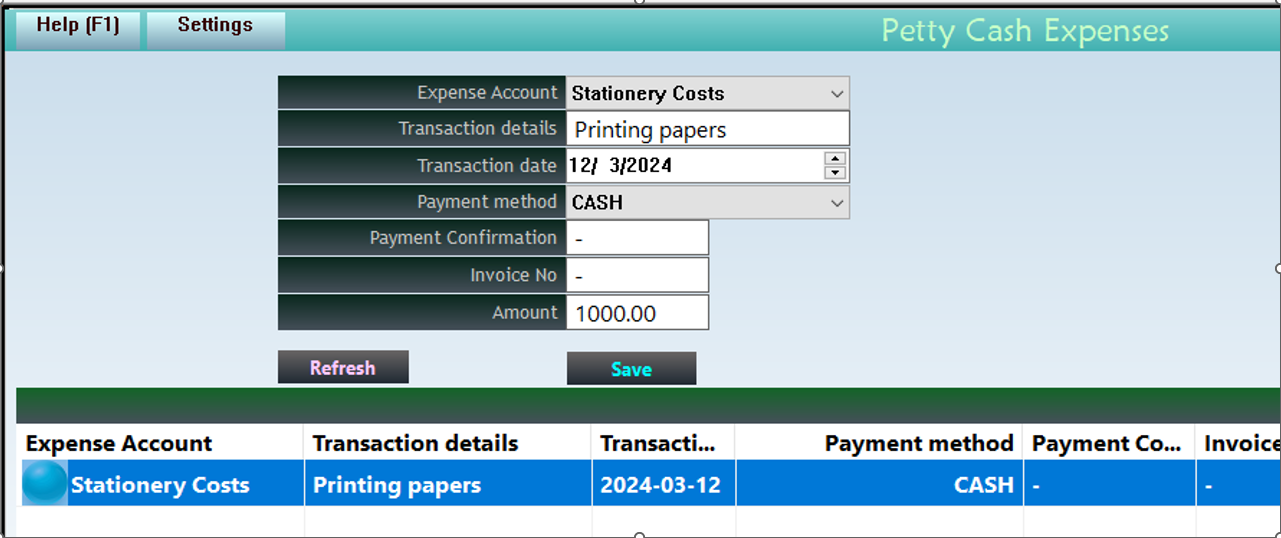 Help (F1) Settings Petty Cash Expenses
Expense Account Stationery Costs
Transaction details Printing papers
Transaction date 12/ 3/2024
Payment method CASH
Payment Confirmation -
Invoice No -
Amount 1000.00
Refresh Save
Expense Account Transaction details Transacti... Payment method Payment Co... Invoice
Stationery Costs Printing papers 2024-03-12 CASH - -